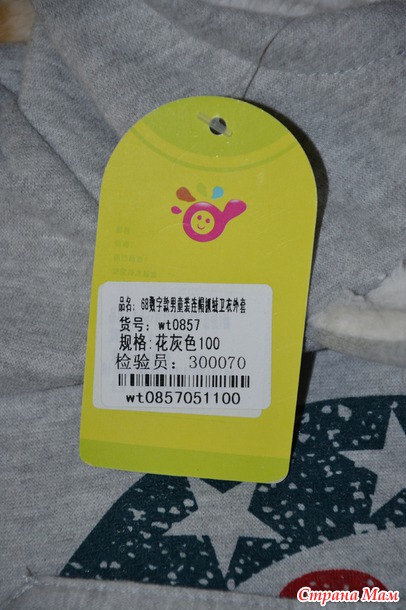 品名: 68数字款男童装连帽抓绒卫衣外套
货号: wt0857
规格:花灰色100
检验员: 300070
wt0857051100
Страна Мам